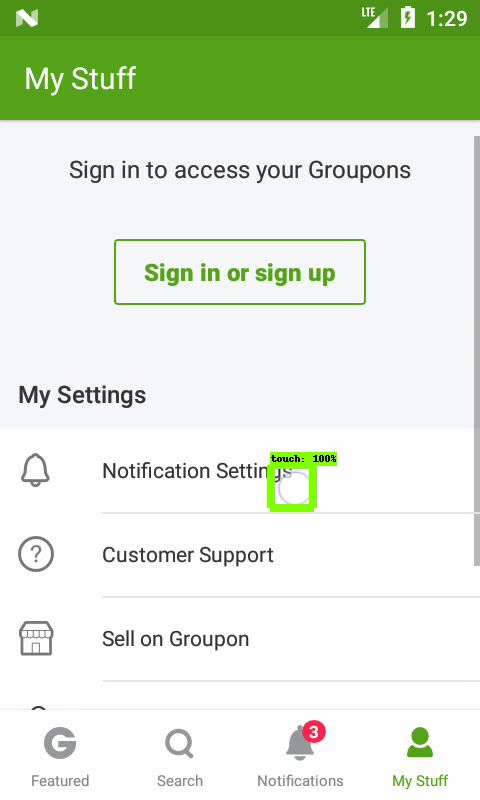 LTE 1:29
My Stuff
Sign in to access your Groupons
Sign in or sign up
My Settings
touch: 100%
Notification Settings
Customer Support
Sell on Groupon
3
Featured Search Notifications My Stuff